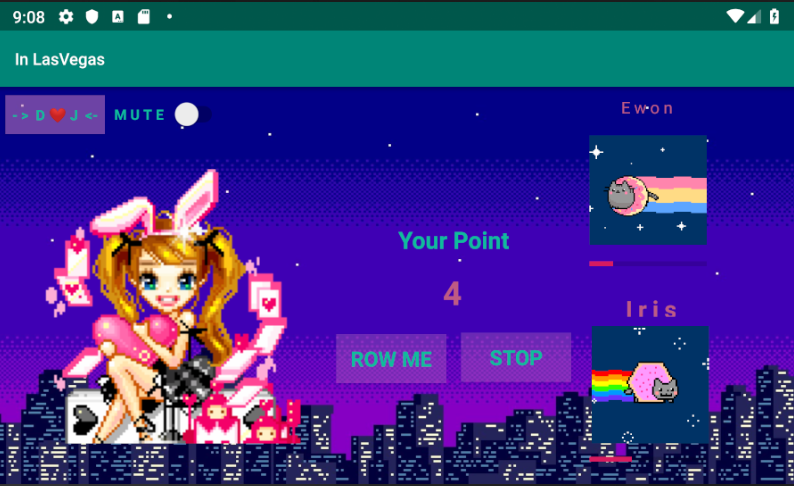 9:08
In LasVegas
-> D❤️J <-
MUTE
Ewon
Your Point
4
ROW ME
STOP
Iris